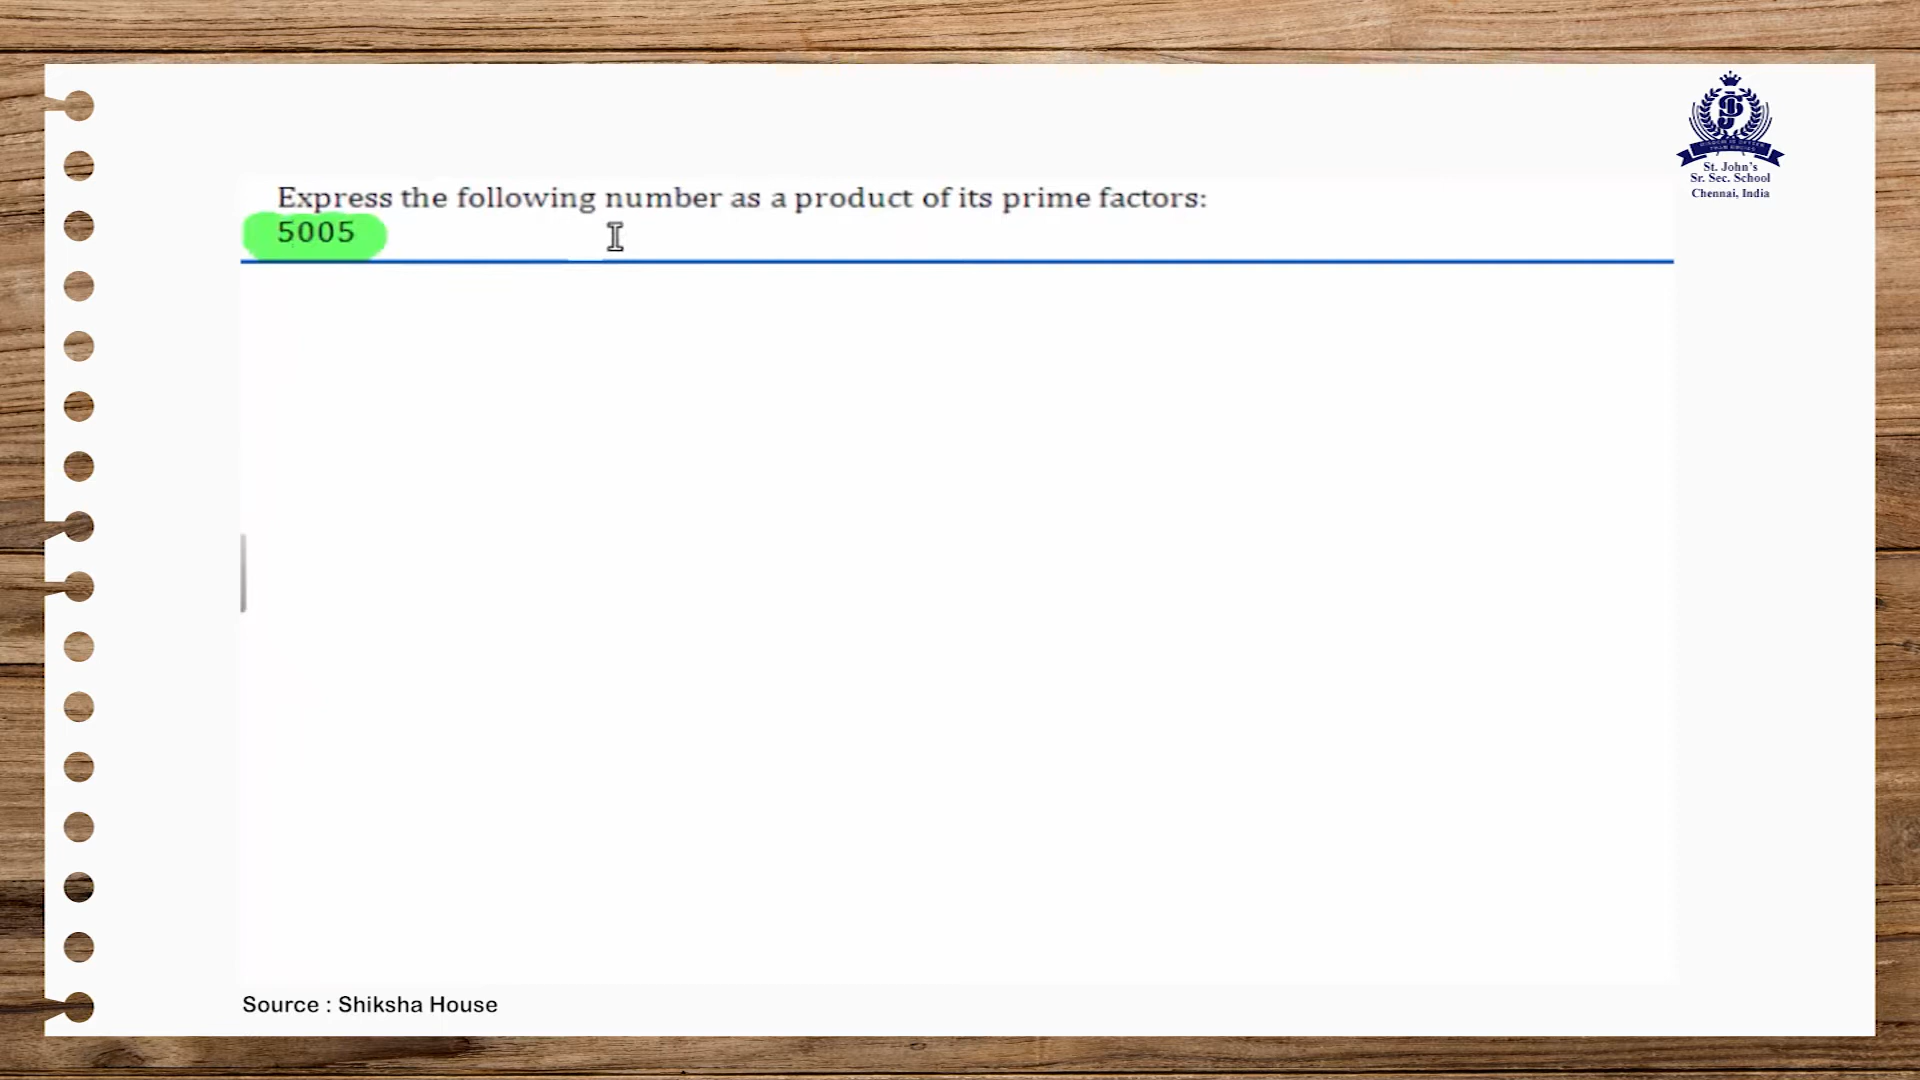 Express the following number as a product of its prime factors:
5005
St. John's
Sr. Sec. School
Chennai, India
Source : Shiksha House